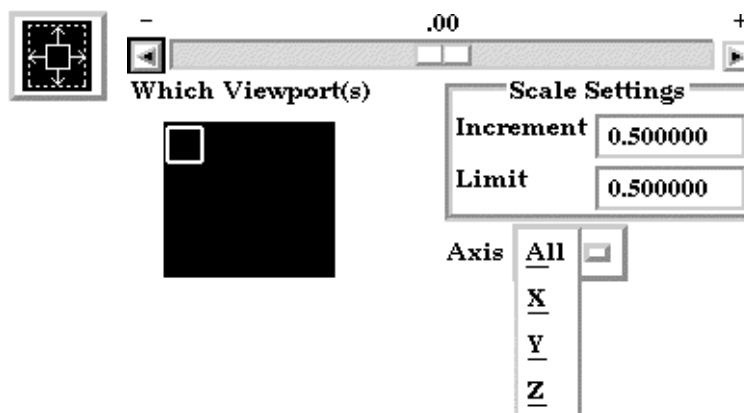 - .00 +
Which Viewport(s)
Scale Settings
Increment 0.500000
Limit 0.500000
Axis All
X
Y
Z